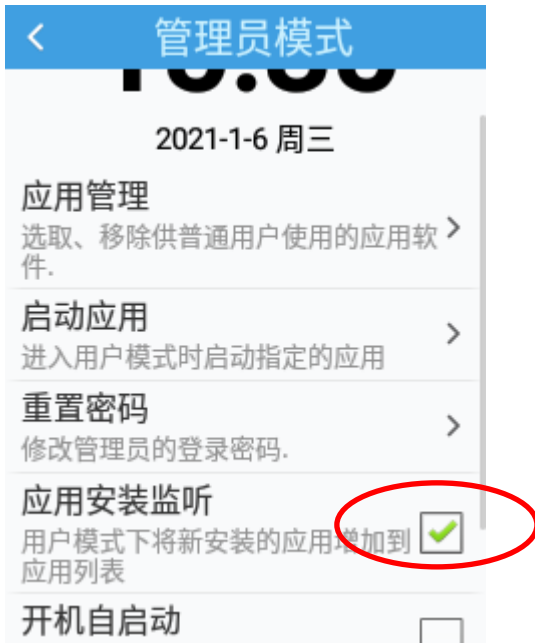 管理员模式
2021-1-6 周三
应用管理
选取、移除供普通用户使用的应用软
件.
启动应用
进入用户模式时启动指定的应用
重置密码
修改管理员的登录密码.
应用安装监听
用户模式下将新安装的应用增加到
应用列表
开机自启动